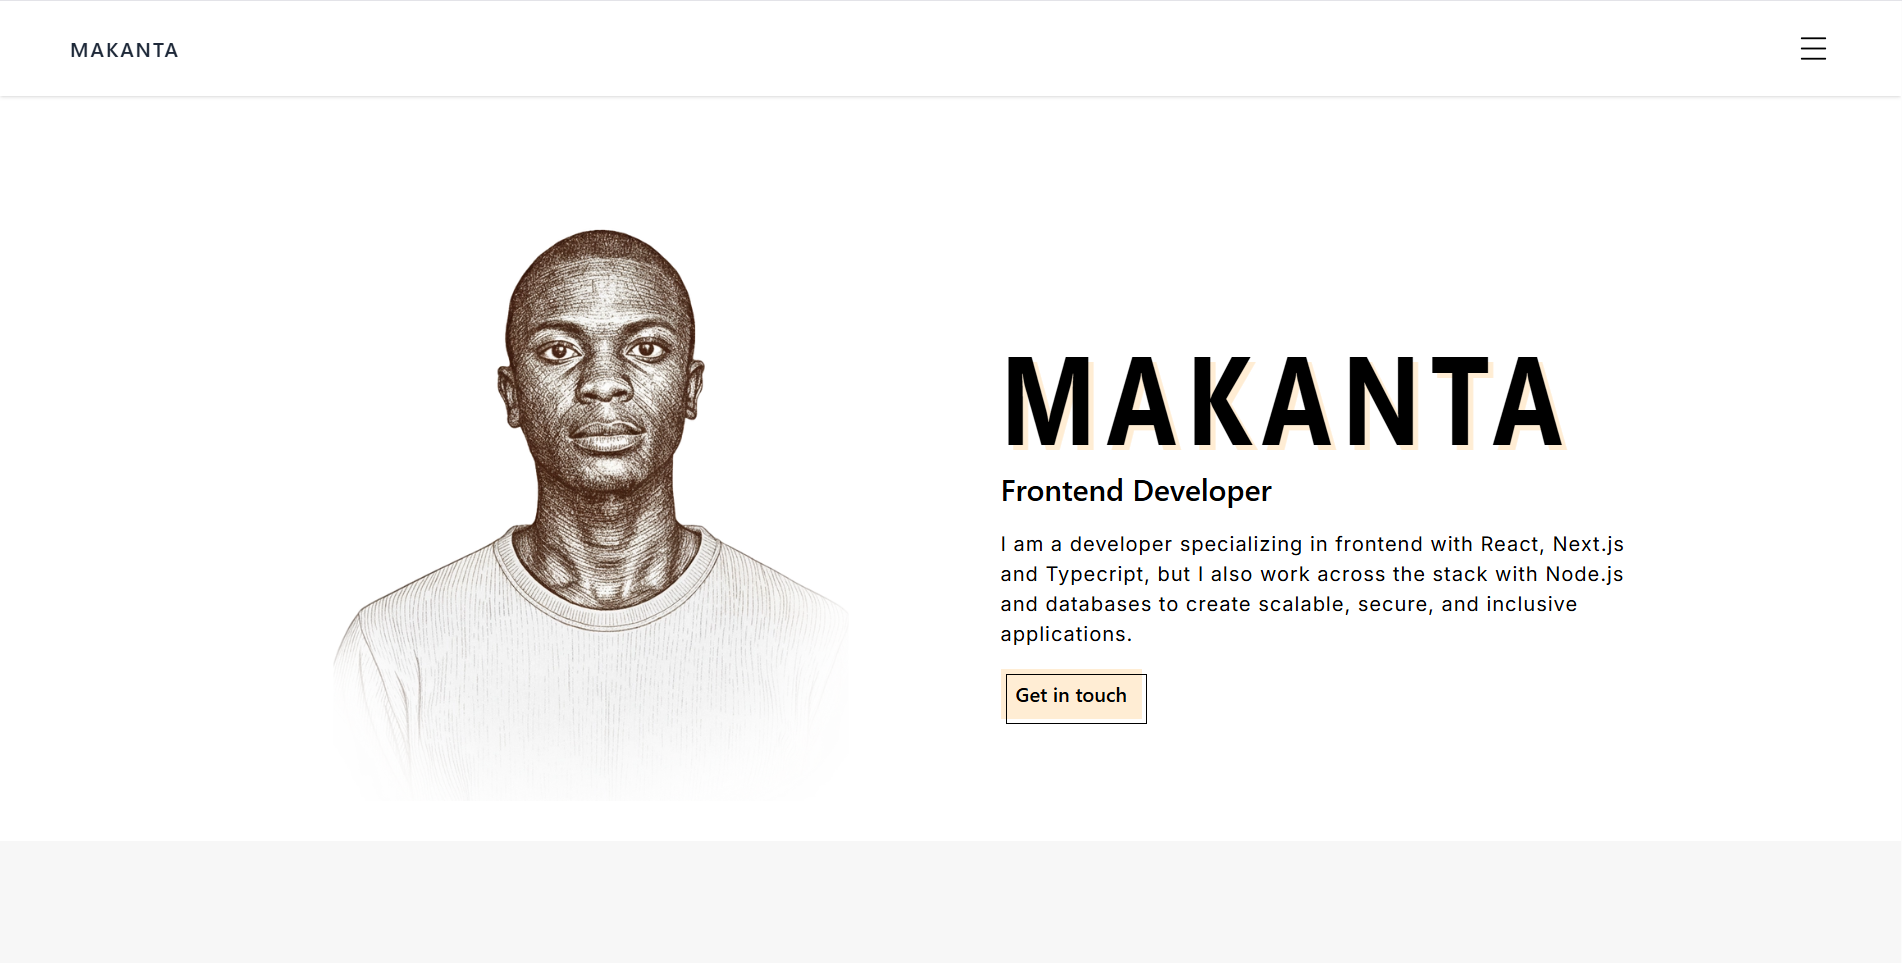 MAKANTA
MAKANTA
Frontend Developer
I am a developer specializing in frontend with React, Next.js
and Typecript, but I also work across the stack with Node.js
and databases to create scalable, secure, and inclusive
applications.
Get in touch